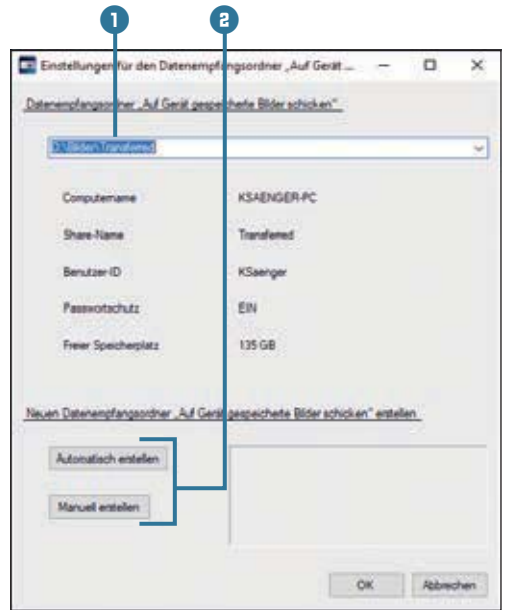 1 2
Einstellungen für den Datenempfangsordner „Auf Gerät ...
Datenempfangsordner „Auf Gerät gespeicherte Bilder schicken"
D:\Bilder\Transferred
Computername KSAENGER-PC
Share-Name Transferred
Benutzer-ID KSaenger
Passwortschutz EIN
Freier Speicherplatz 135 GB
Neuen Datenempfangsordner „Auf Gerät gespeicherte Bilder schicken" erstellen
Automatisch erstellen
Manuell erstellen
OK Abbrechen